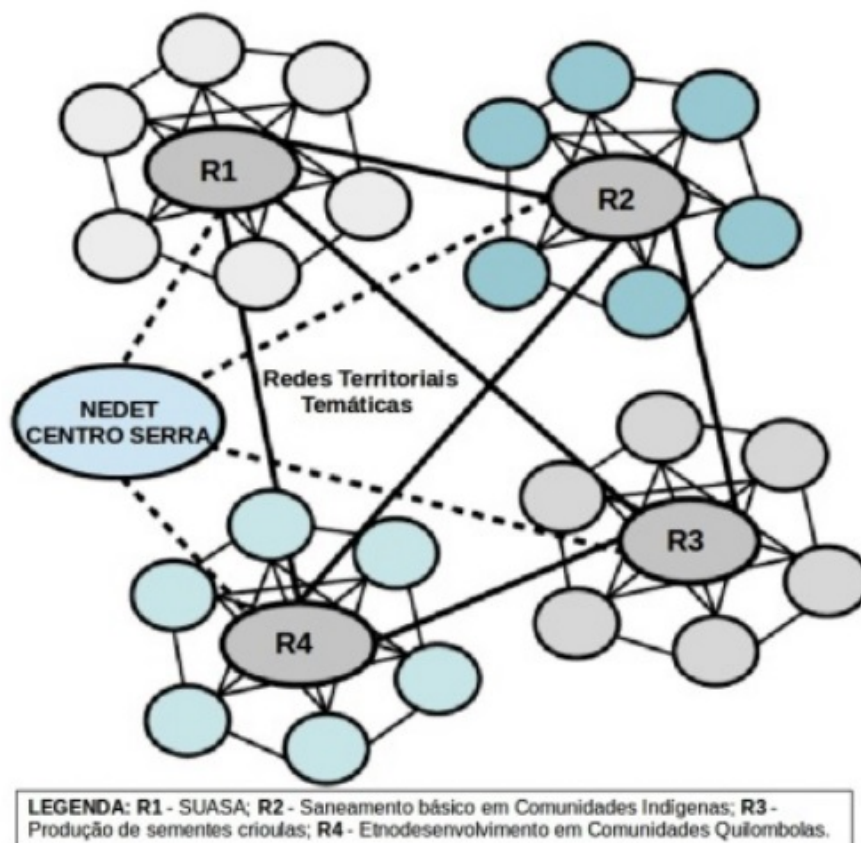 R1
R2
Redes Territoriais
Temáticas
NEDET
CENTRO SERRA
R3
R4
LEGENDA: R1 - SUASA; R2 - Saneamento básico em Comunidades Indígenas; R3 -
Produção de sementes crioulas; R4 - Etnodesenvolvimento em Comunidades Quilombolas.